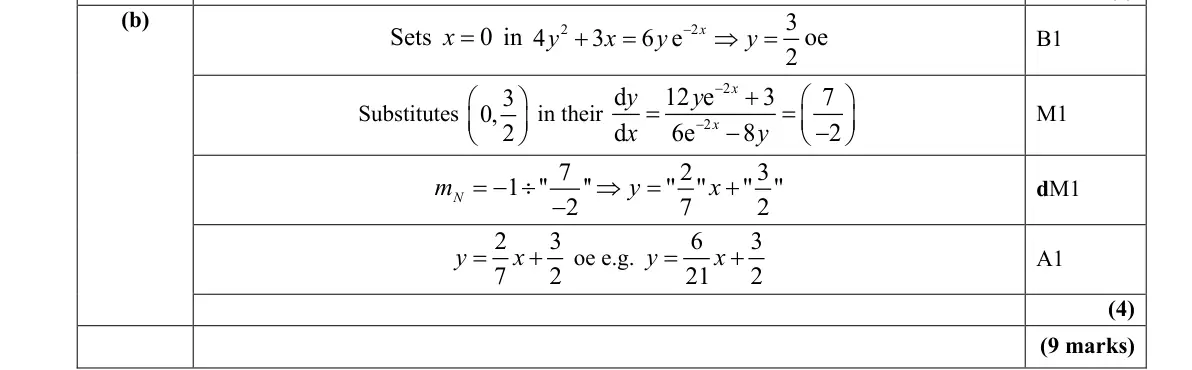 (b)
Sets x = 0 in 4y² + 3x = 6ye⁻²ˣ ⇒ y = 3/2 oe B1
Substitutes (0, 3/2) in their dy/dx = (12ye⁻²ˣ + 3)/(6e⁻²ˣ − 8y) = (7/−2) M1
m_N = −1 ÷ "7/−2" ⇒ y = "2/7" x + "3/2" dM1
y = 2/7 x + 3/2 oe e.g. y = 6/21 x + 3/2 A1
(4)
(9 marks)